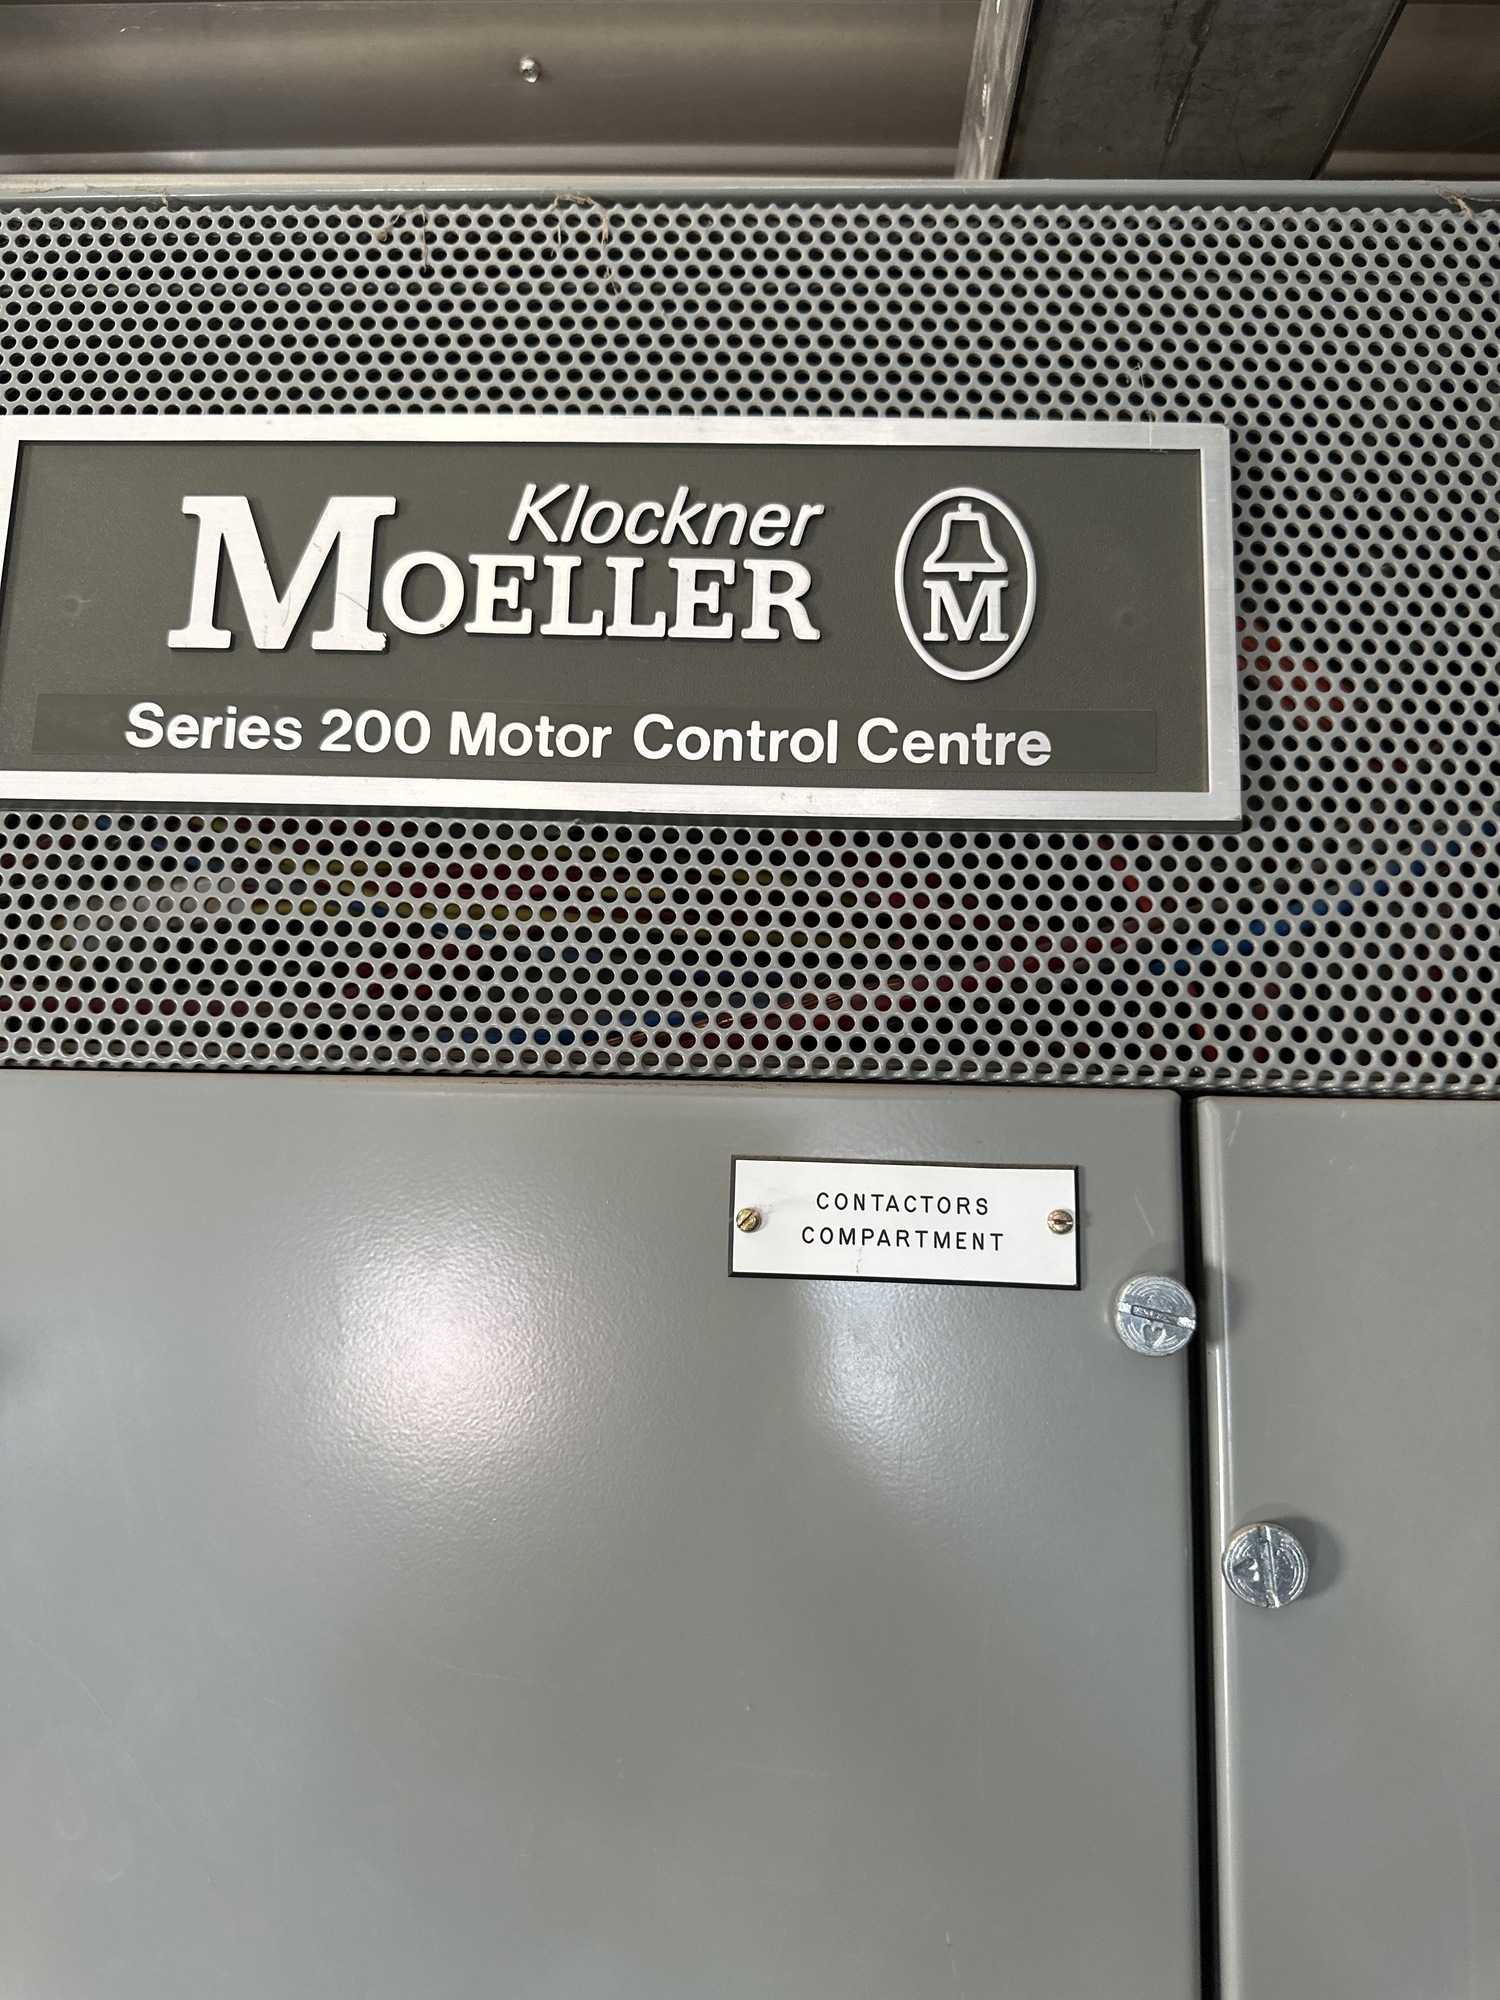 Klockner
MOELLER
M
Series 200 Motor Control Centre
CONTACTORS
COMPARTMENT